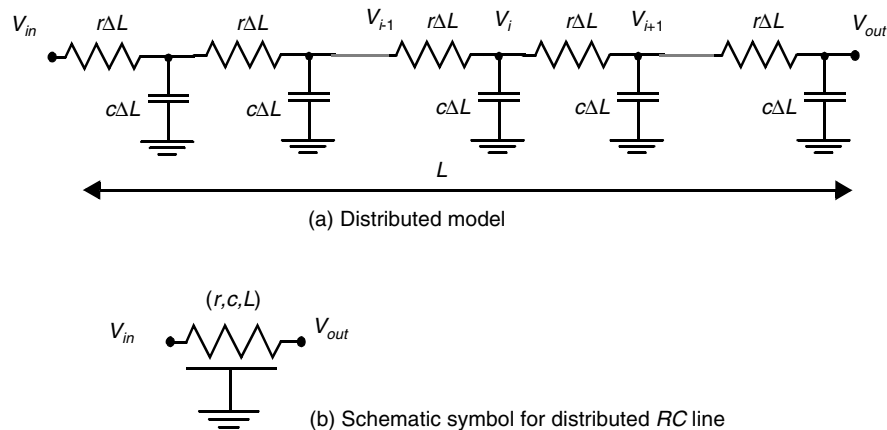 V_in rΔL rΔL V_i-1 rΔL V_i rΔL V_i+1 rΔL V_out
cΔL cΔL cΔL cΔL cΔL
L
(a) Distributed model
(r,c,L)
V_in V_out
(b) Schematic symbol for distributed RC line